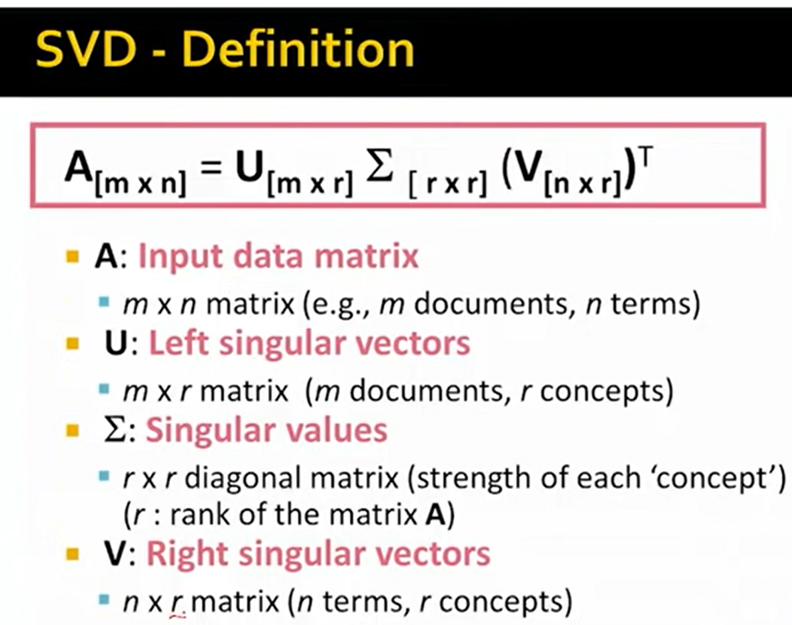 SVD - Definition
A[m x n] = U[m x r] Σ [ r x r] (V[n x r])T
A: Input data matrix
m x n matrix (e.g., m documents, n terms)
U: Left singular vectors
m x r matrix (m documents, r concepts)
Σ: Singular values
r x r diagonal matrix (strength of each ‘concept’)
(r : rank of the matrix A)
V: Right singular vectors
n x r matrix (n terms, r concepts)